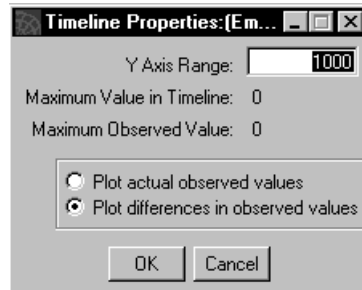 Timeline Properties:(Em...
Y Axis Range: 1000
Maximum Value in Timeline: 0
Maximum Observed Value: 0
Plot actual observed values
Plot differences in observed values
OK Cancel